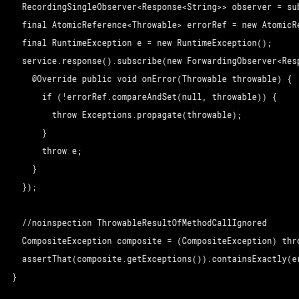 RecordingSingleObserver<Response<String>> observer = sub
final AtomicReference<Throwable> errorRef = new AtomicRe
final RuntimeException e = new RuntimeException();
service.response().subscribe(new ForwardingObserver<Resp
@Override public void onError(Throwable throwable) {
if (!errorRef.compareAndSet(null, throwable)) {
throw Exceptions.propagate(throwable);
}
throw e;
}
});
//noinspection ThrowableResultOfMethodCallIgnored
CompositeException composite = (CompositeException) thro
assertThat(composite.getExceptions()).containsExactly(er
}